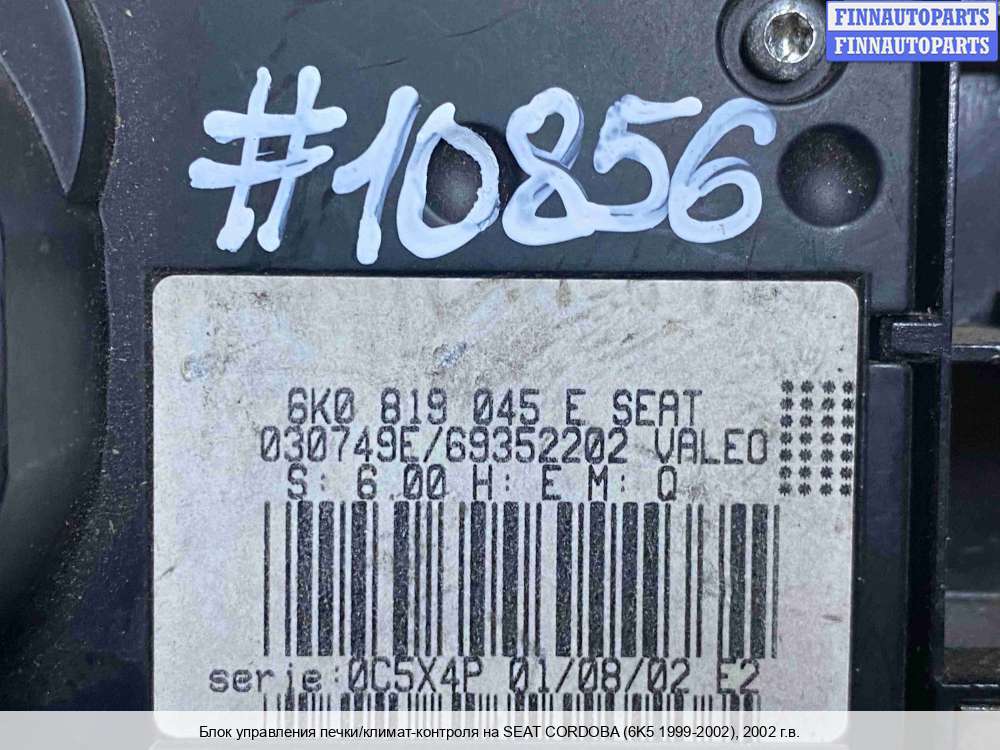 FINNAUTOPARTS
FINNAUTOPARTS
#10856
6K0 819 045 E SEAT
030749E/69352202 VALEO
S: 6.00 H: E M: Q
serie:0C5X4P 01/08/02 E2
Блок управления печки/климат-контроля на SEAT CORDOBA (6K5 1999-2002), 2002 г.в.